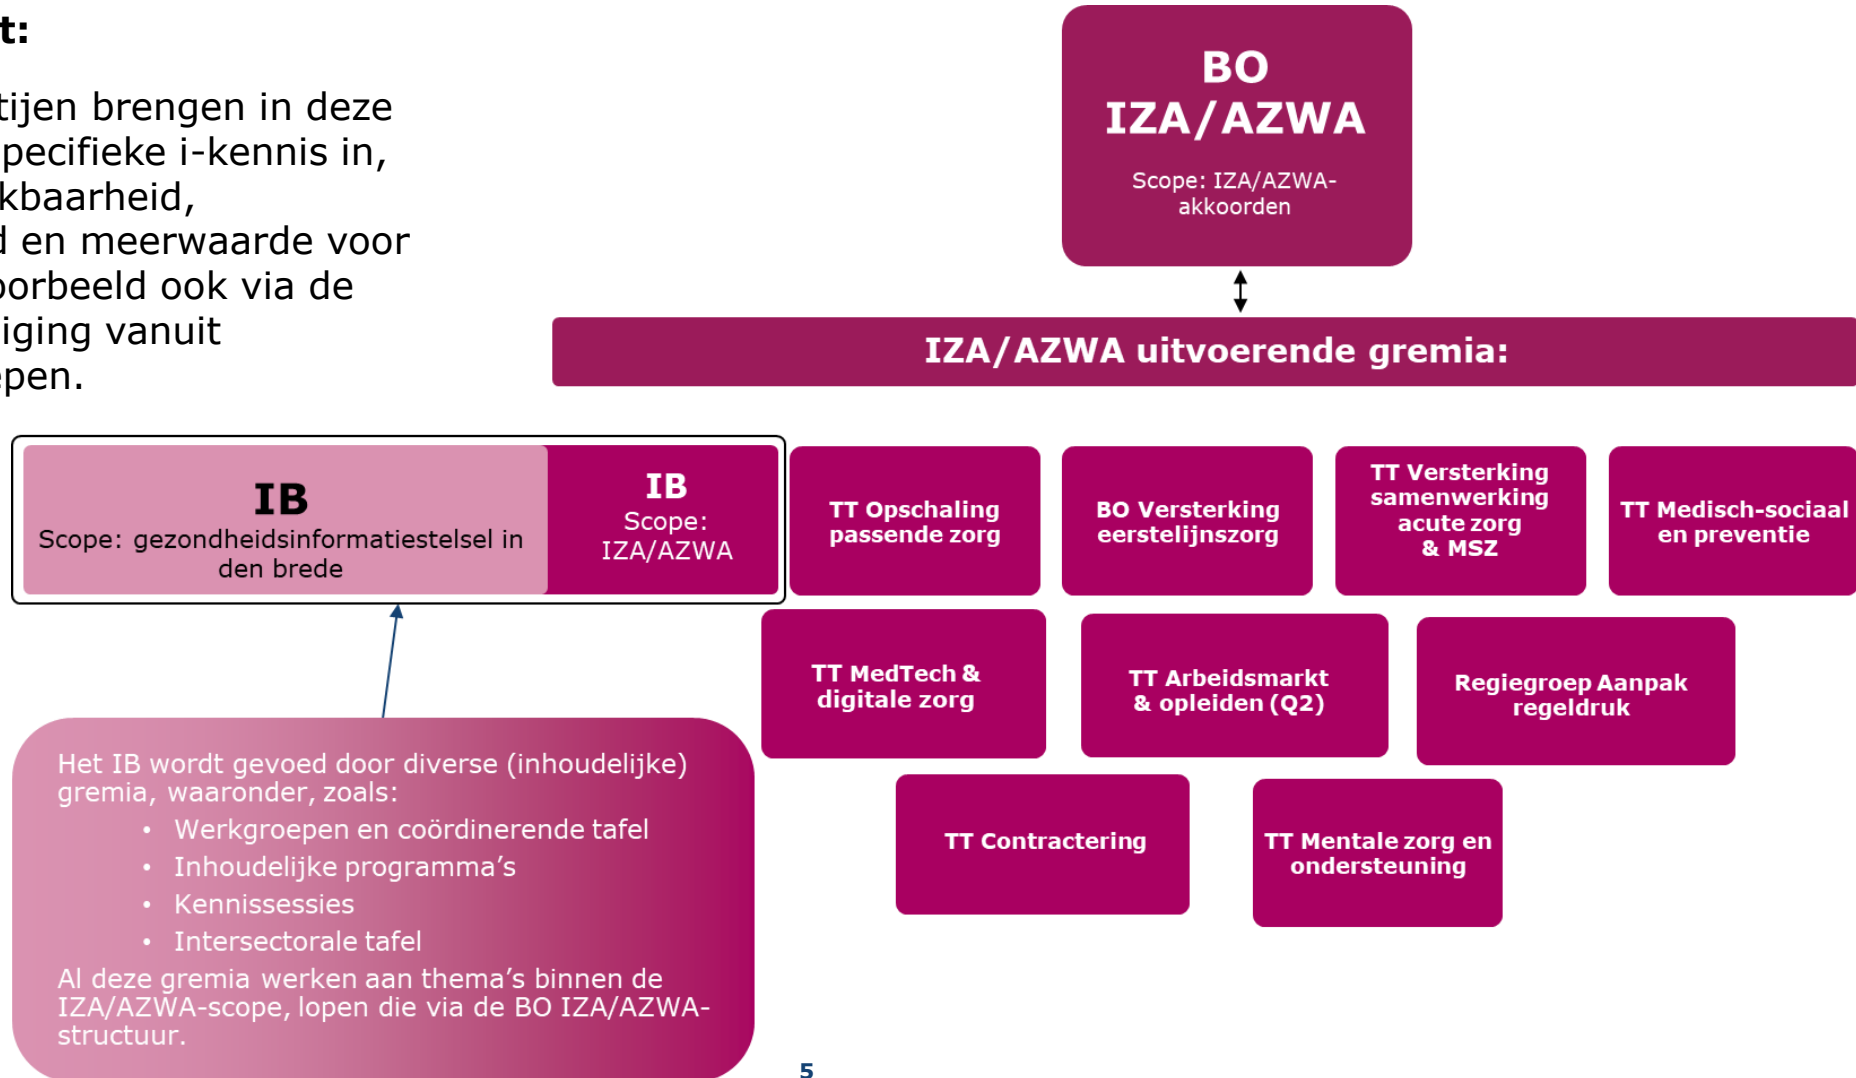 t:
tijen brengen in deze
specifieke i-kennis in,
kbaarheid,
d en meerwaarde voor
oorbeeld ook via de
iging vanuit
epen.
BO
IZA/AZWA
Scope: IZA/AZWA-
akkoorden
IZA/AZWA uitvoerende gremia:
IB
Scope: gezondheidsinformatiestelsel in
den brede
IB
Scope:
IZA/AZWA
TT Opschaling
passende zorg
BO Versterking
eerstelijnszorg
TT Versterking
samenwerking
acute zorg
& MSZ
TT Medisch-sociaal
en preventie
TT MedTech &
digitale zorg
TT Arbeidsmarkt
& opleiden (Q2)
Regiegroep Aanpak
regeldruk
TT Contractering
TT Mentale zorg en
ondersteuning
Het IB wordt gevoed door diverse (inhoudelijke)
gremia, waaronder, zoals:
• Werkgroepen en coördinerende tafel
• Inhoudelijke programma’s
• Kennissessies
• Intersectorale tafel
Al deze gremia werken aan thema’s binnen de
IZA/AZWA-scope, lopen die via de BO IZA/AZWA-
structuur.
5